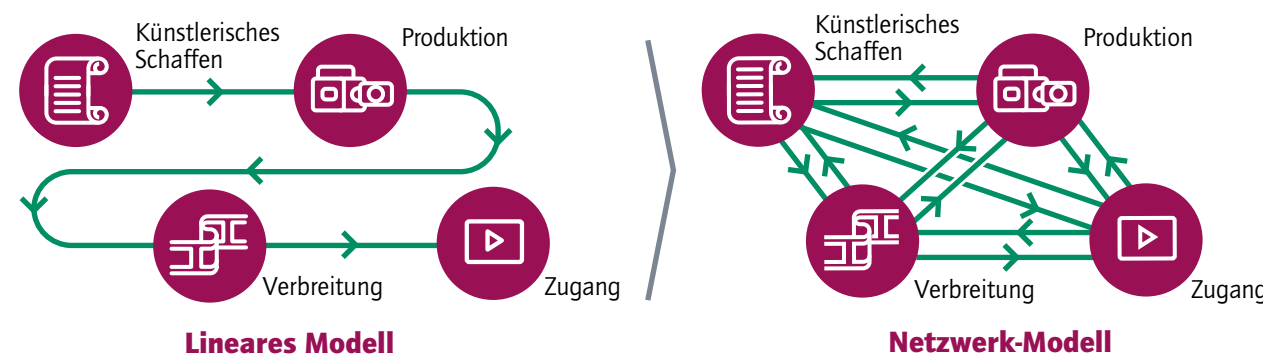 Künstlerisches
Schaffen
Produktion
Verbreitung
Zugang
Lineares Modell
Künstlerisches
Schaffen
Produktion
Verbreitung
Zugang
Netzwerk-Modell